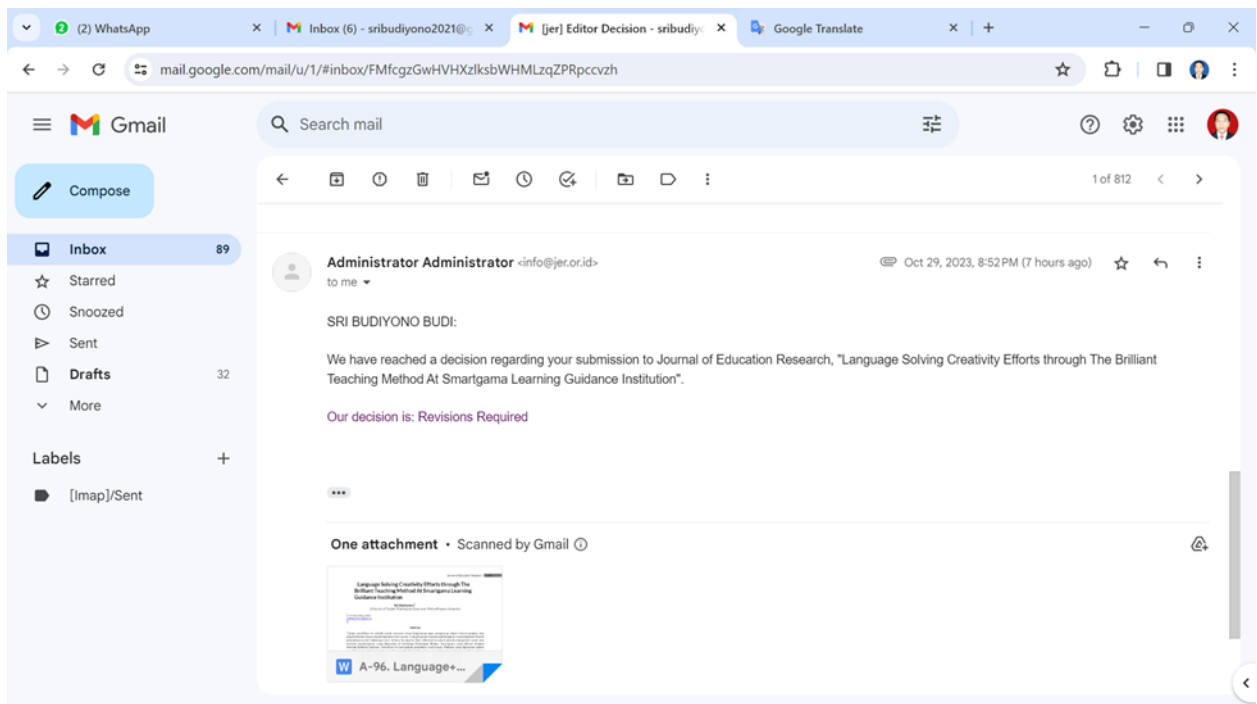 (2) WhatsApp
Inbox (6) - sribudiyono2021@g
[jer] Editor Decision - sribudiyo
Google Translate
mail.google.com/mail/u/1/#inbox/FMfcgzGwHVHXzlksbWHMLzqZPRpccvzh
Gmail
Search mail
Compose
1 of 812
Inbox 89
Starred
Snoozed
Sent
Drafts 32
More
Labels
[Imap]/Sent
Administrator Administrator <info@jer.or.id>
Oct 29, 2023, 8:52 PM (7 hours ago)
to me
SRI BUDIYONO BUDI:
We have reached a decision regarding your submission to Journal of Education Research, "Language Solving Creativity Efforts through The Brilliant
Teaching Method At Smartgama Learning Guidance Institution".
Our decision is: Revisions Required
One attachment • Scanned by Gmail
Language Solving Creativity Efforts through The
Brilliant Teaching Method At Smartgama Learning
Guidance Institution
W A-96. Language+...